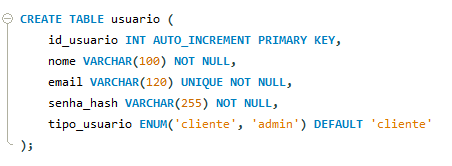 CREATE TABLE usuario (
    id_usuario INT AUTO_INCREMENT PRIMARY KEY,
    nome VARCHAR(100) NOT NULL,
    email VARCHAR(120) UNIQUE NOT NULL,
    senha_hash VARCHAR(255) NOT NULL,
    tipo_usuario ENUM('cliente', 'admin') DEFAULT 'cliente'
);